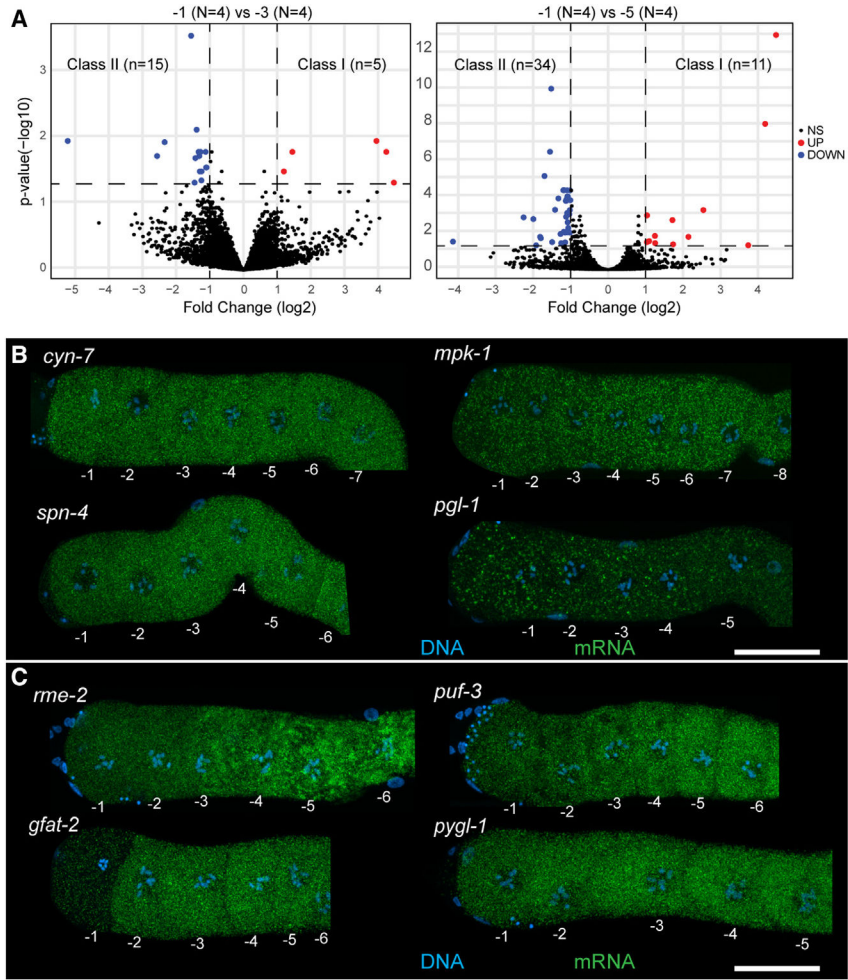 A
-1 (N=4) vs -3 (N=4)
-1 (N=4) vs -5 (N=4)
Class II (n=15)
Class I (n=5)
Class II (n=34)
Class I (n=11)
p-value(-log10)
3
2
1
0
12
10
8
6
4
2
0
NS
UP
DOWN
-5 -4 -3 -2 -1 0 1 2 3 4
-4 -3 -2 -1 0 1 2 3 4
Fold Change (log2)
Fold Change (log2)
B
cyn-7
mpk-1
-1 -2 -3 -4 -5 -6 -7
-1 -2 -3 -4 -5 -6 -7 -8
spn-4
pgl-1
-1 -2 -3 -4 -5 -6
-1 -2 -3 -4 -5
DNA mRNA
C
rme-2
puf-3
-1 -2 -3 -4 -5 -6
-1 -2 -3 -4 -5 -6
gfat-2
pygl-1
-1 -2 -3 -4 -5 -6
-1 -2 -3 -4 -5
DNA mRNA